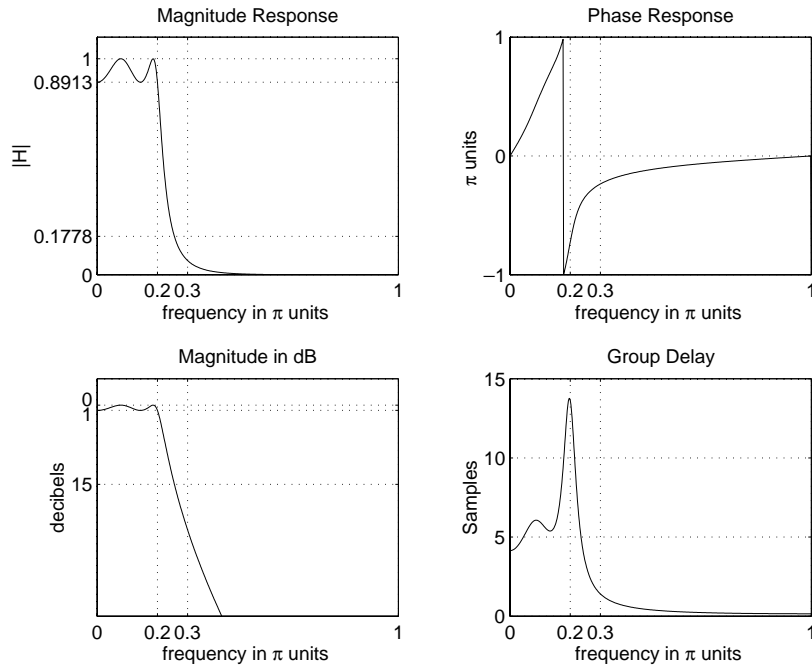 Magnitude Response
1
0.8913
|H|
0.1778
0
0
0.2
0.3
1
frequency in π units
Phase Response
1
π units
0
−1
0
0.2
0.3
1
frequency in π units
Magnitude in dB
0
1
decibels
15
0
0.2
0.3
1
frequency in π units
Group Delay
15
10
Samples
5
0
0
0.2
0.3
1
frequency in π units